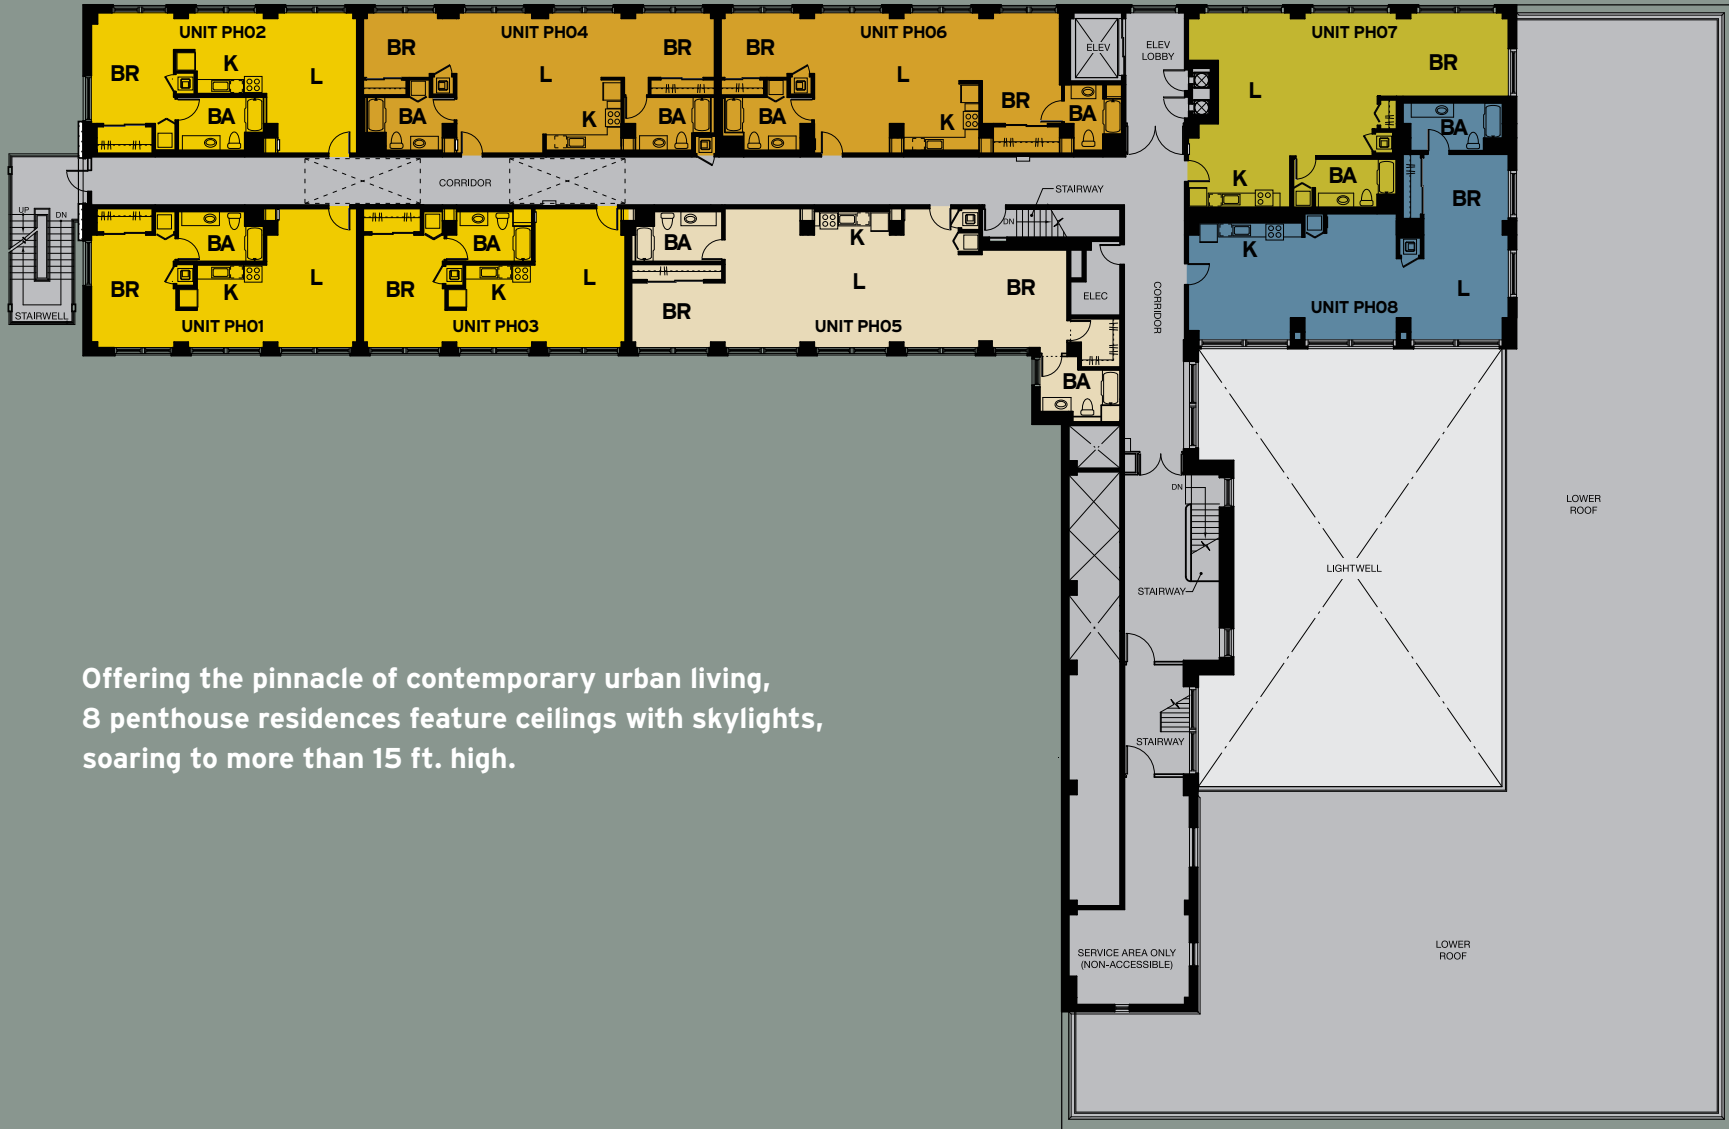 UNIT PH02
BR
K
L
BA
UNIT PH04
BR
BR
L
K
BA
BA
UNIT PH06
BR
L
BR
K
BA
BA
ELEV
ELEV
LOBBY
UNIT PH07
BR
L
K
BA
BA
BR
K
L
UNIT PH08
STAIRWAY
DN
CORRIDOR
UP
DN
STAIRWELL
BA
BR
K
L
UNIT PH01
BA
BR
K
L
UNIT PH03
BA
K
L
BR
BR
UNIT PH05
BA
ELEC
CORRIDOR
DN
STAIRWAY
STAIRWAY
LIGHTWELL
LOWER
ROOF
Offering the pinnacle of contemporary urban living,
8 penthouse residences feature ceilings with skylights,
soaring to more than 15 ft. high.
SERVICE AREA ONLY
(NON-ACCESSIBLE)
LOWER
ROOF